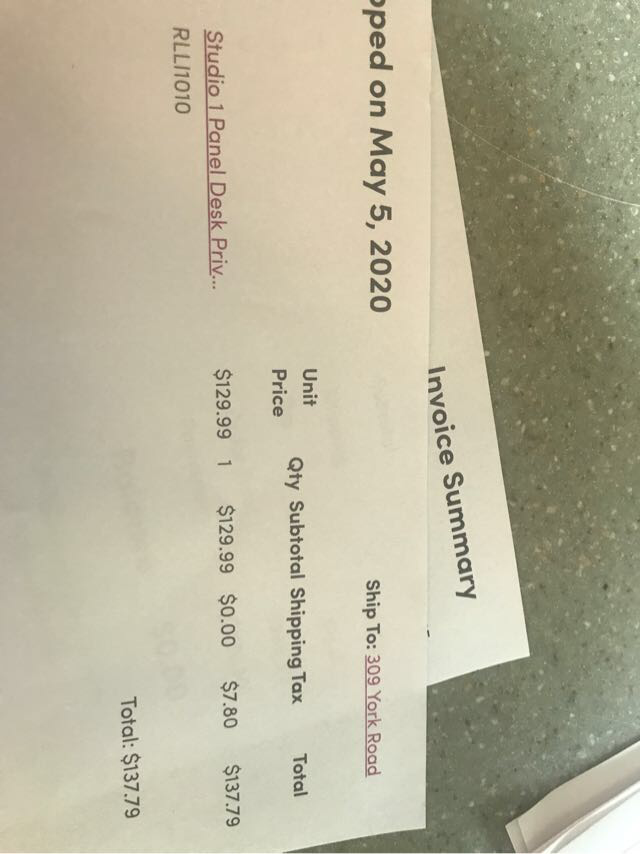 Invoice Summary
pped on May 5, 2020
Ship To: 309 York Road
Unit
Price Qty Subtotal Shipping Tax Total
Studio 1 Panel Desk Priv... $129.99 1 $129.99 $0.00 $7.80 $137.79
RLLI1010
Total: $137.79